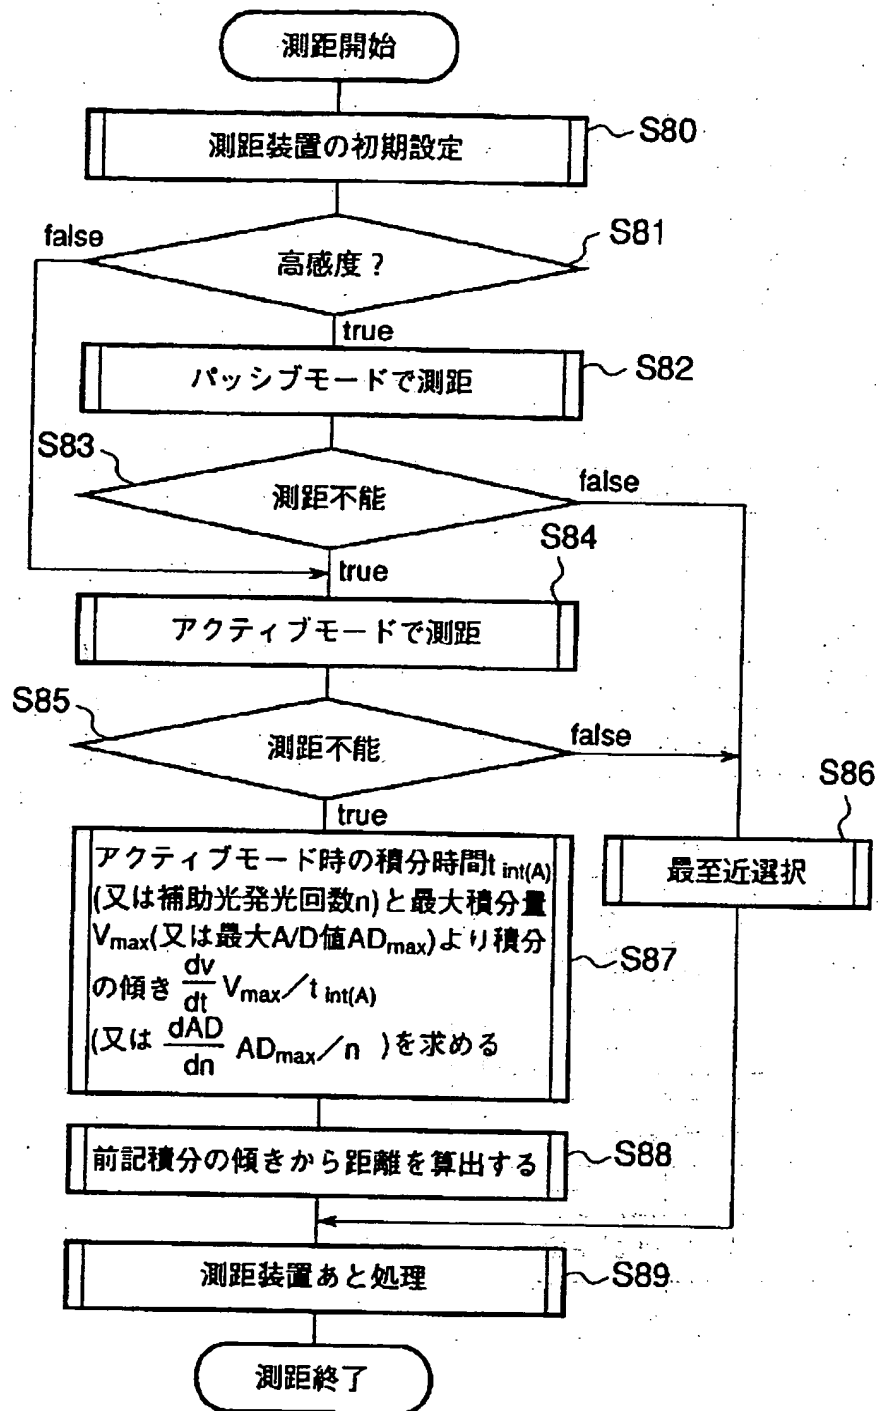 測距開始
測距装置の初期設定
S80
高感度?
S81
false
true
パッシブモードで測距
S82
S83
測距不能
false
true
S84
アクティブモードで測距
S85
測距不能
false
true
S86
最至近選択
アクティブモード時の積分時間t int(A)
(又は補助光発光回数n)と最大積分量
Vmax(又は最大A/D値ADmax)より積分
の傾き dv/dt Vmax/t int(A)
(又は dAD/dn ADmax/n )を求める
S87
前記積分の傾きから距離を算出する
S88
測距装置あと処理
S89
測距終了